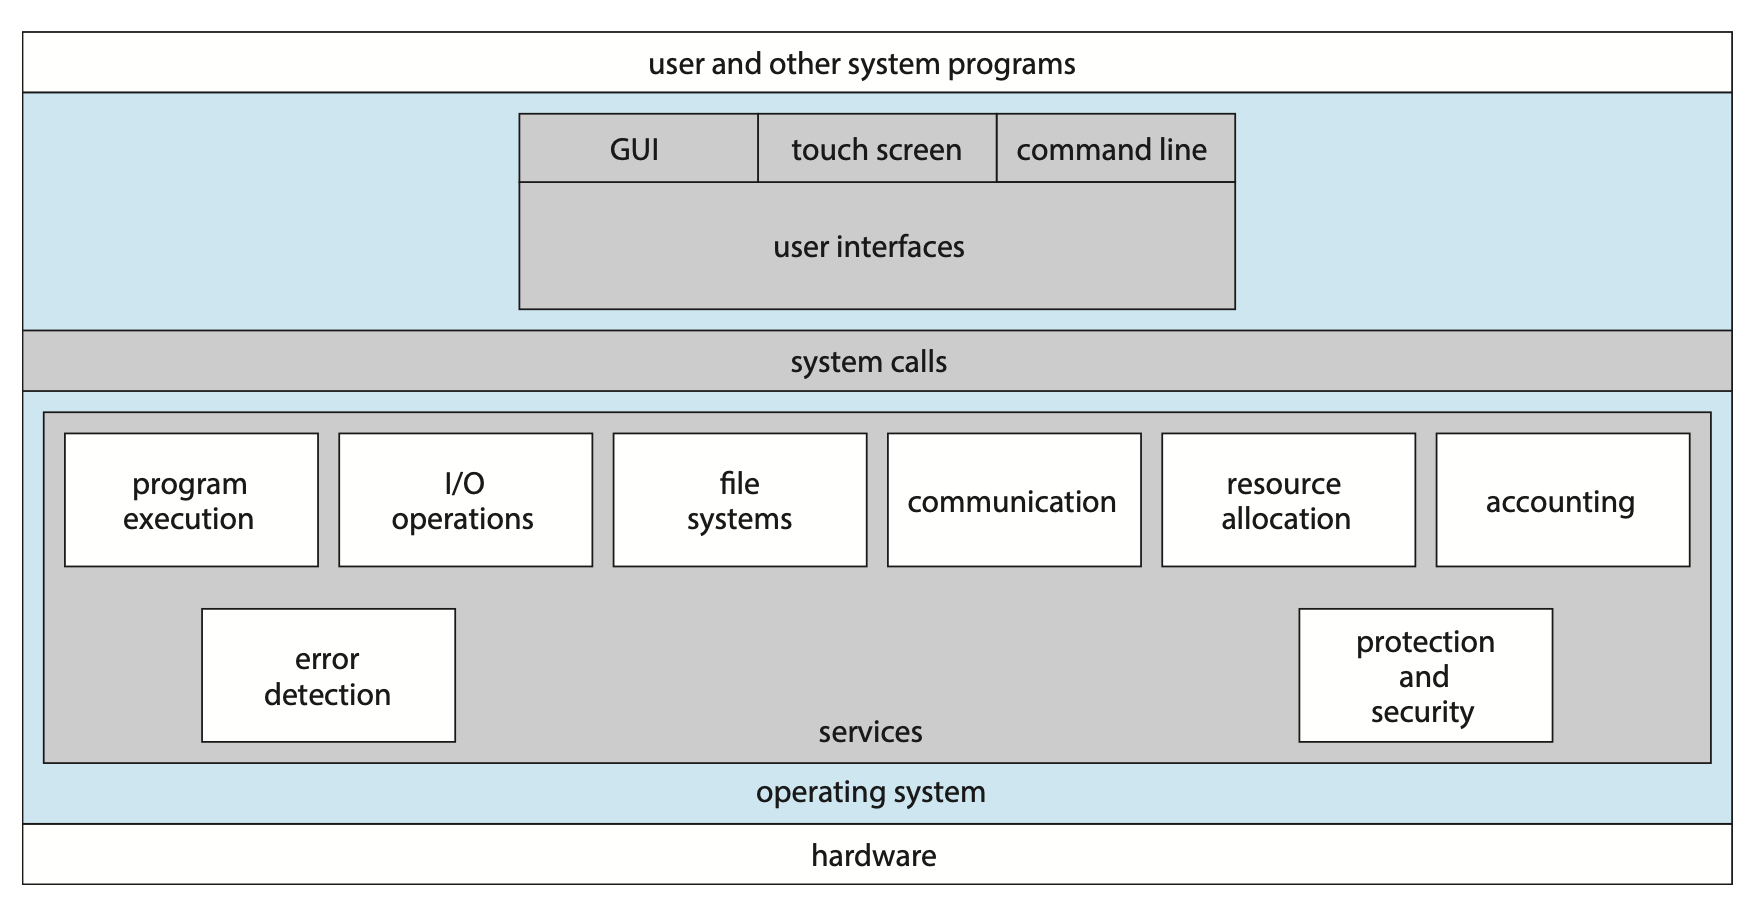 user and other system programs
GUI
touch screen
command line
user interfaces
system calls
program
execution
I/O
operations
file
systems
communication
resource
allocation
accounting
error
detection
protection
and
security
services
operating system
hardware